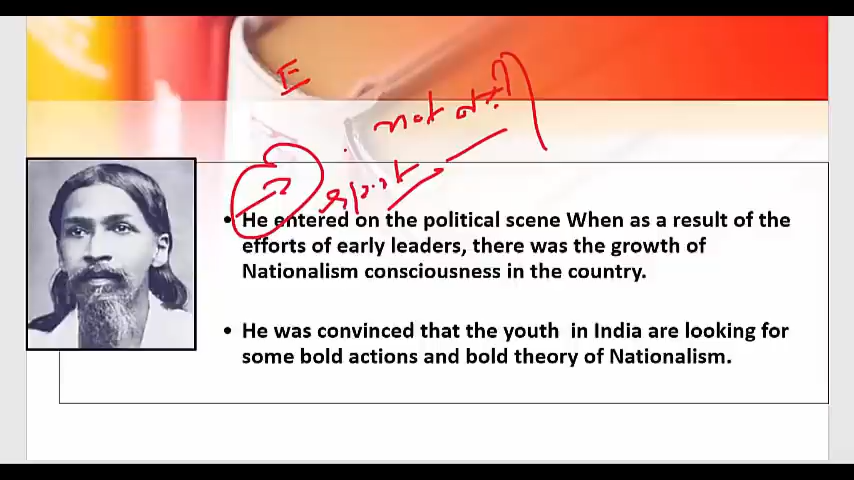 E
not
• He entered on the political scene When as a result of the
efforts of early leaders, there was the growth of
Nationalism consciousness in the country.
• He was convinced that the youth in India are looking for
some bold actions and bold theory of Nationalism.